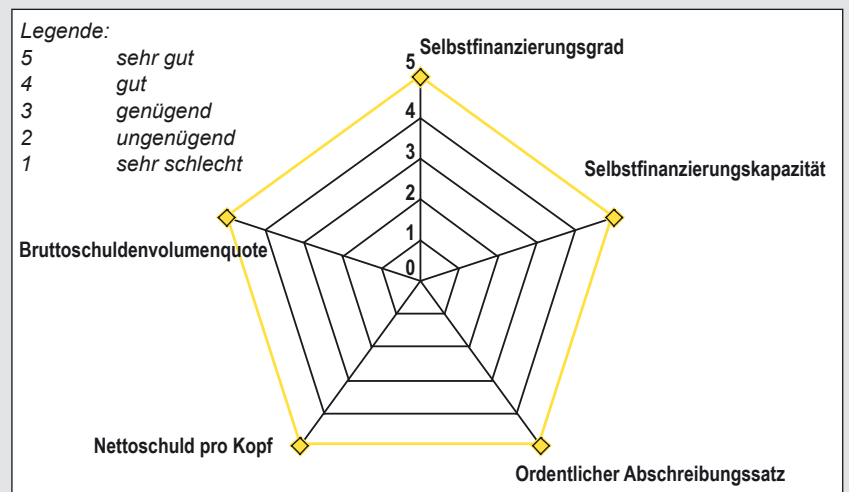 Legende:
5 sehr gut
4 gut
3 genügend
2 ungenügend
1 sehr schlecht
Selbstfinanzierungsgrad
5
4
3
2
1
0
Selbstfinanzierungskapazität
Bruttoschuldenvolumenquote
Nettoschuld pro Kopf
Ordentlicher Abschreibungssatz